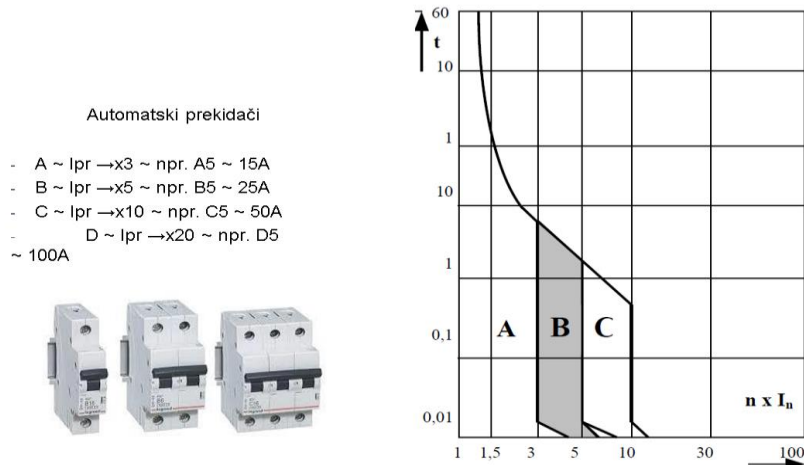 Automatski prekidači
- A ~ Ipr →x3 ~ npr. A5 ~ 15A
- B ~ Ipr →x5 ~ npr. B5 ~ 25A
- C ~ Ipr →x10 ~ npr. C5 ~ 50A
- D ~ Ipr →x20 ~ npr. D5
~ 100A
60
t
10
1
10
1
0,1
0,01
A B C
n x Iₙ
1 1,5 3 5 10 30 100